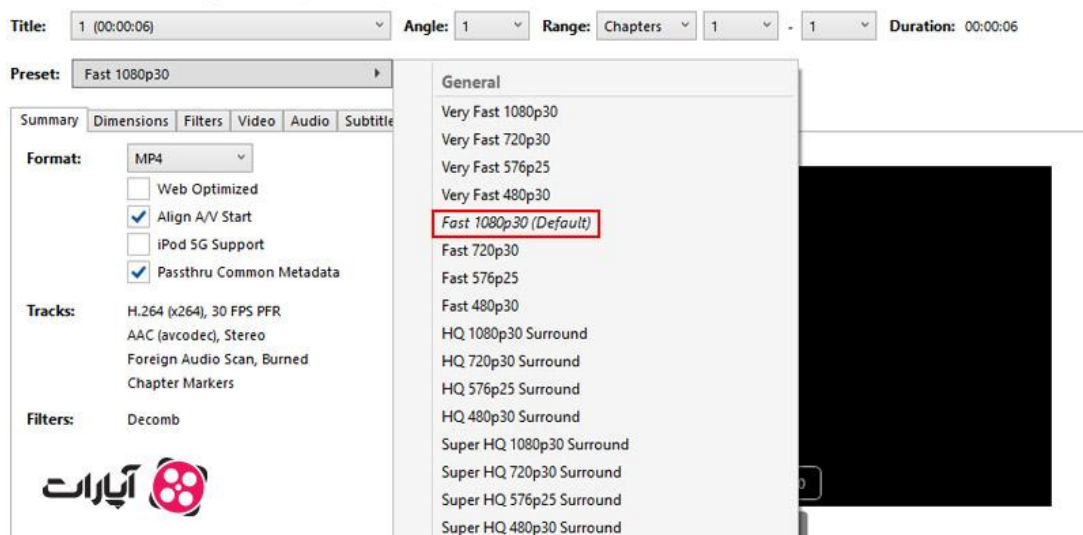 Title: 1 (00:00:06) Angle: 1 Range: Chapters 1 - 1 Duration: 00:00:06
Preset: Fast 1080p30
Summary Dimensions Filters Video Audio Subtitle
Format: MP4
Web Optimized
Align A/V Start
iPod 5G Support
Passthru Common Metadata
Tracks: H.264 (x264), 30 FPS PFR
AAC (avcodec), Stereo
Foreign Audio Scan, Burned
Chapter Markers
Filters: Decomb
آپارات
General
Very Fast 1080p30
Very Fast 720p30
Very Fast 576p25
Very Fast 480p30
Fast 1080p30 (Default)
Fast 720p30
Fast 576p25
Fast 480p30
HQ 1080p30 Surround
HQ 720p30 Surround
HQ 576p25 Surround
HQ 480p30 Surround
Super HQ 1080p30 Surround
Super HQ 720p30 Surround
Super HQ 576p25 Surround
Super HQ 480p30 Surround